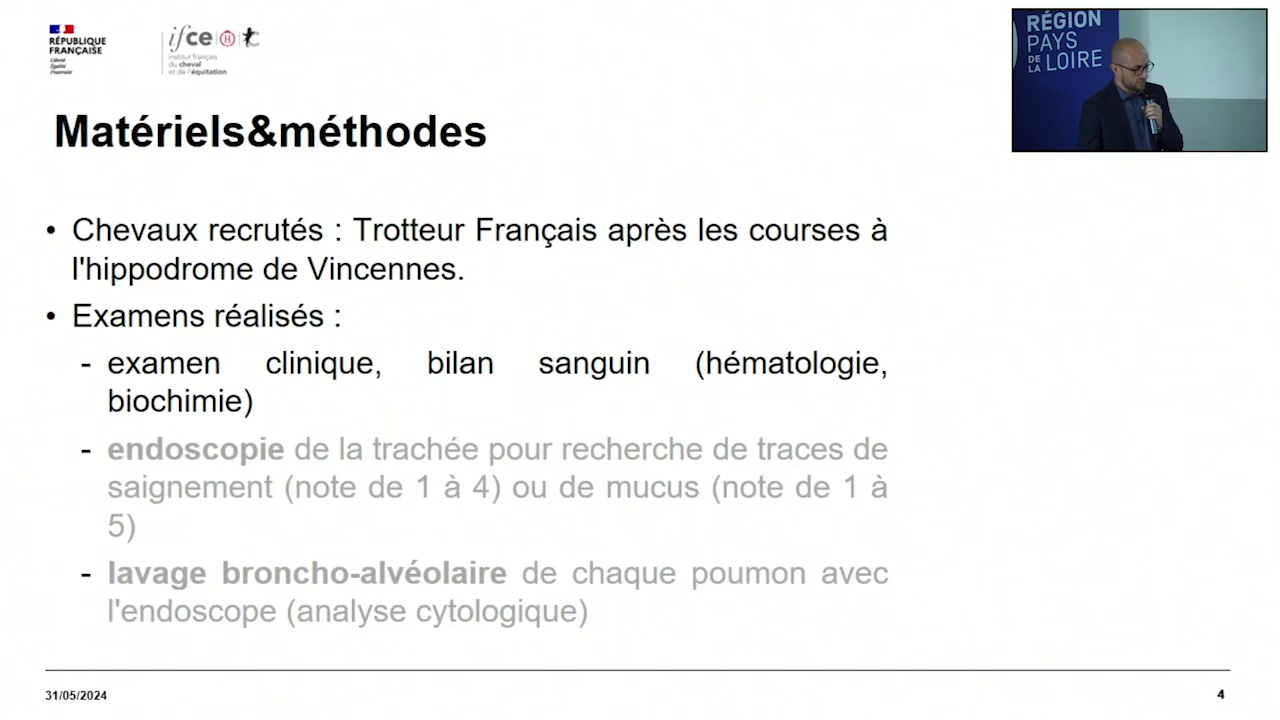 RÉPUBLIQUE
FRANÇAISE
Liberté
Égalité
Fraternité
ifce
institut français
du cheval
et de l'équitation
RÉGION
PAYS
DE LA LOIRE
Matériels&méthodes
• Chevaux recrutés : Trotteur Français après les courses à
l'hippodrome de Vincennes.
• Examens réalisés :
- examen clinique, bilan sanguin (hématologie,
biochimie)
- endoscopie de la trachée pour recherche de traces de
saignement (note de 1 à 4) ou de mucus (note de 1 à
5)
- lavage broncho-alvéolaire de chaque poumon avec
l'endoscope (analyse cytologique)
31/05/2024
4